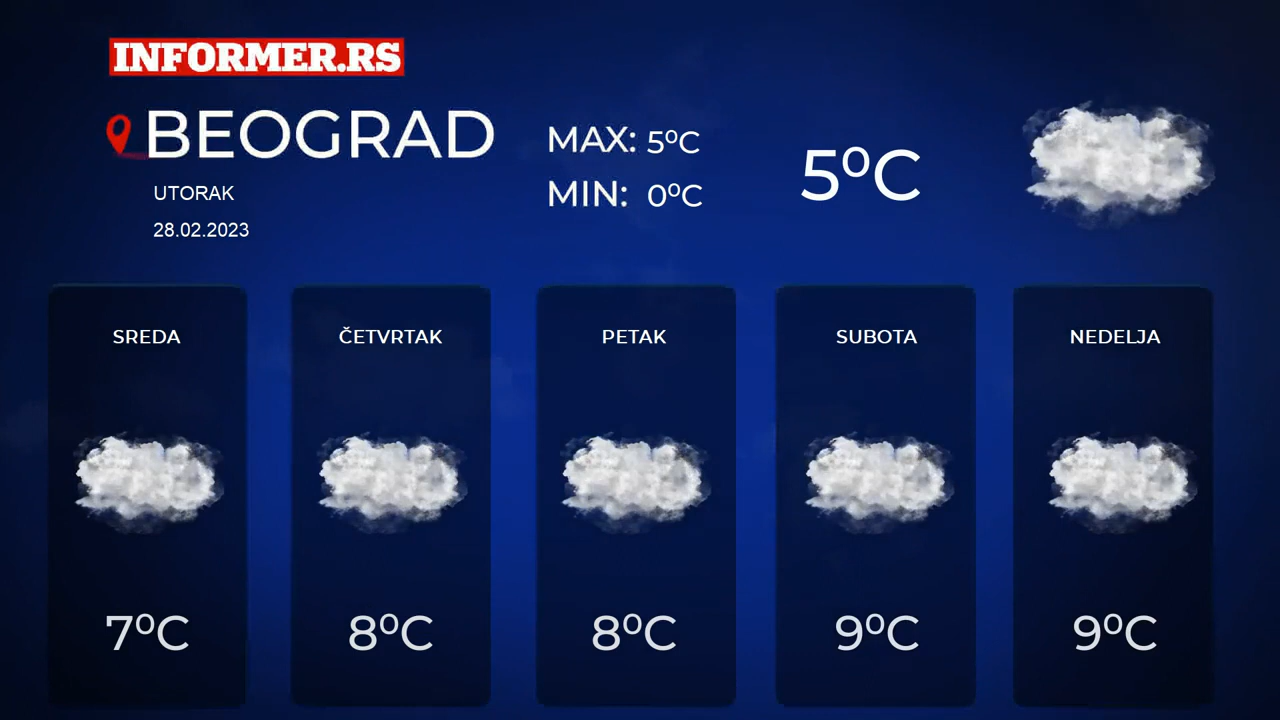 INFORMER.RS
BEOGRAD
UTORAK
28.02.2023
MAX: 5ºC
MIN: 0ºC
5ºC
SREDA
7ºC
ČETVRTAK
8ºC
PETAK
8ºC
SUBOTA
9ºC
NEDELJA
9ºC